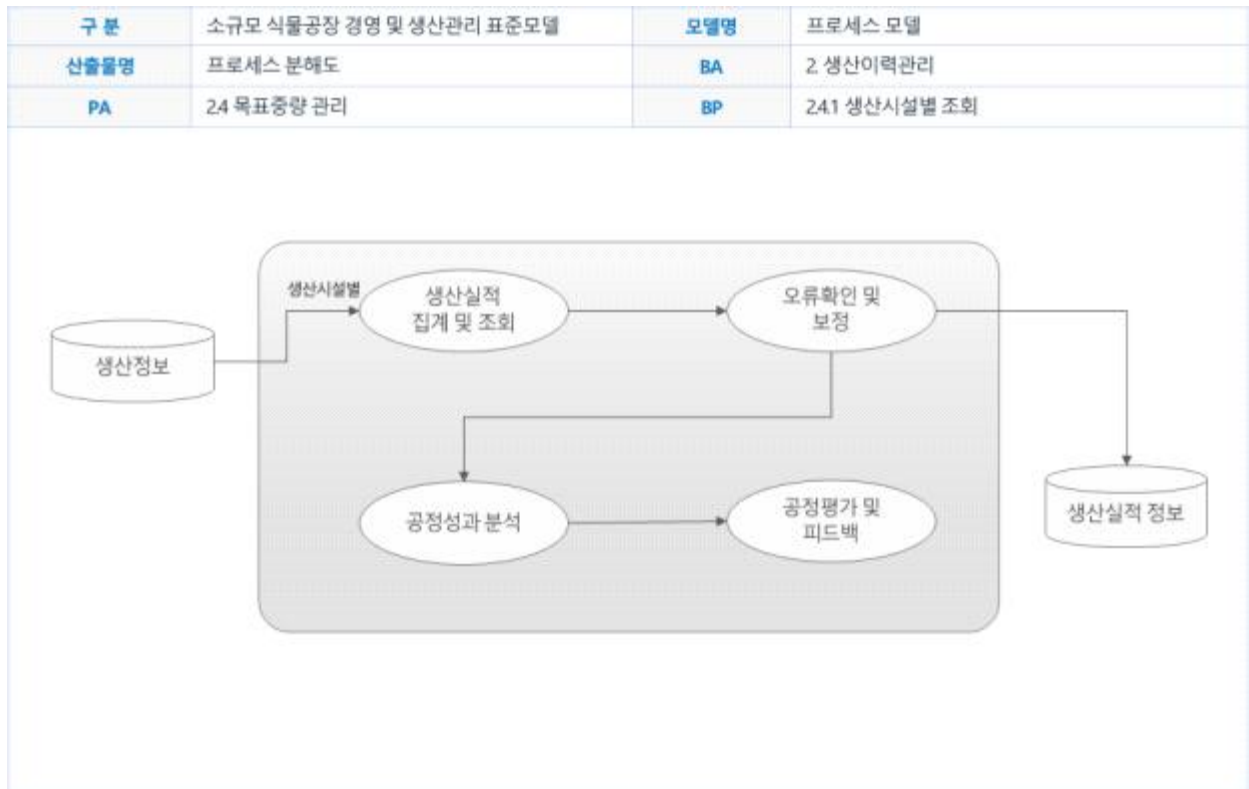 구 분 소규모 식물공장 경영 및 생산관리 표준모델 모델명 프로세스 모델
산출물명 프로세스 분해도 BA 2. 생산이력관리
PA 2.4 목표중량 관리 BP 2.4.1 생산시설별 조회
생산시설별
생산실적
집계 및 조회
오류확인 및
보정
생산정보
공정성과 분석
공정평가 및
피드백
생산실적 정보